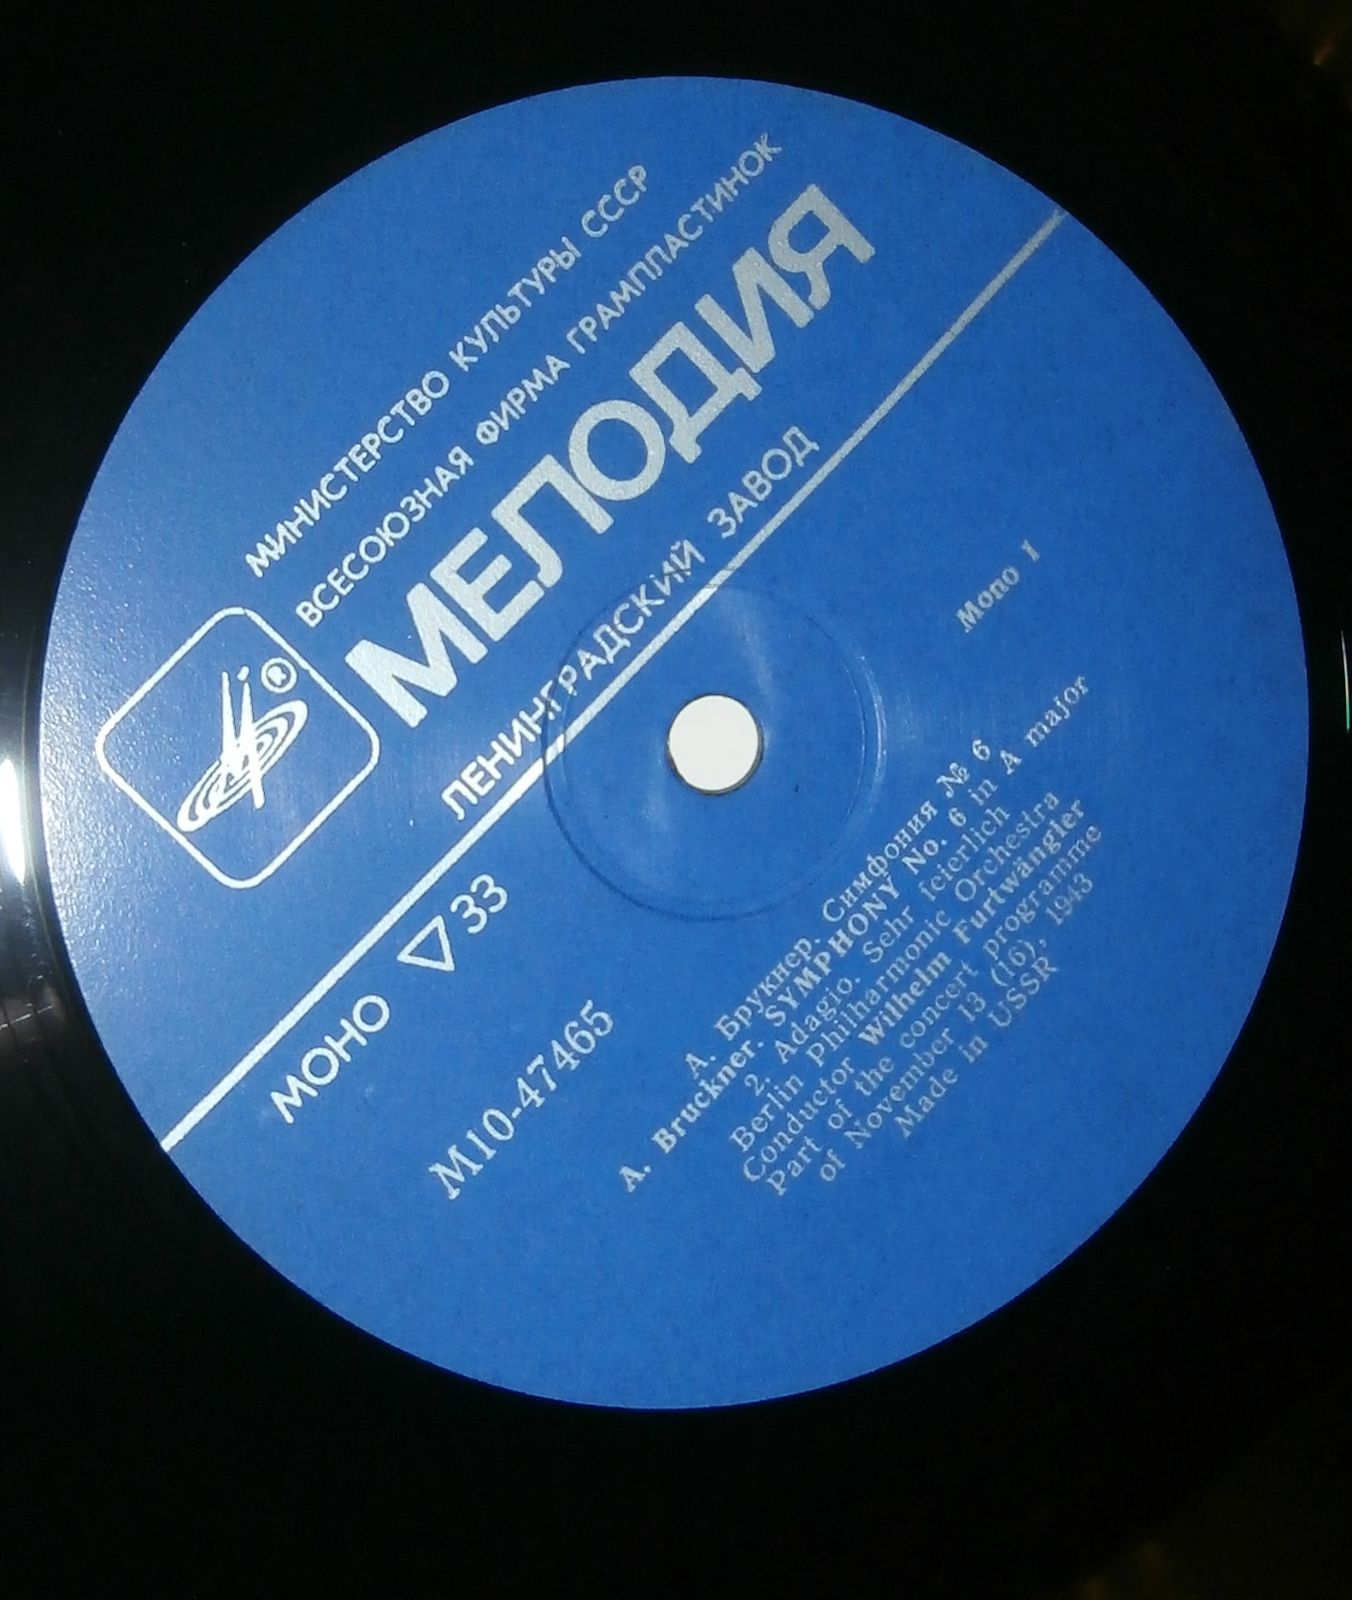 МИНИСТЕРСТВО КУЛЬТУРЫ СССР
ВСЕСОЮЗНАЯ ФИРМА ГРАМПЛАСТИНОК
МЕЛОДИЯ
®
ЛЕНИНГРАДСКИЙ ЗАВОД
МОНО ▽33
Mono 1
М10-47465
А. Брукнер. Симфония № 6
A. Bruckner. SYMPHONY No. 6 in A major
2. Adagio. Sehr feierlich
Berlin Philharmonic Orchestra
Conductor Wilhelm Furtwängler
Part of the concert programme
of November 13 (16), 1943
Made in USSR